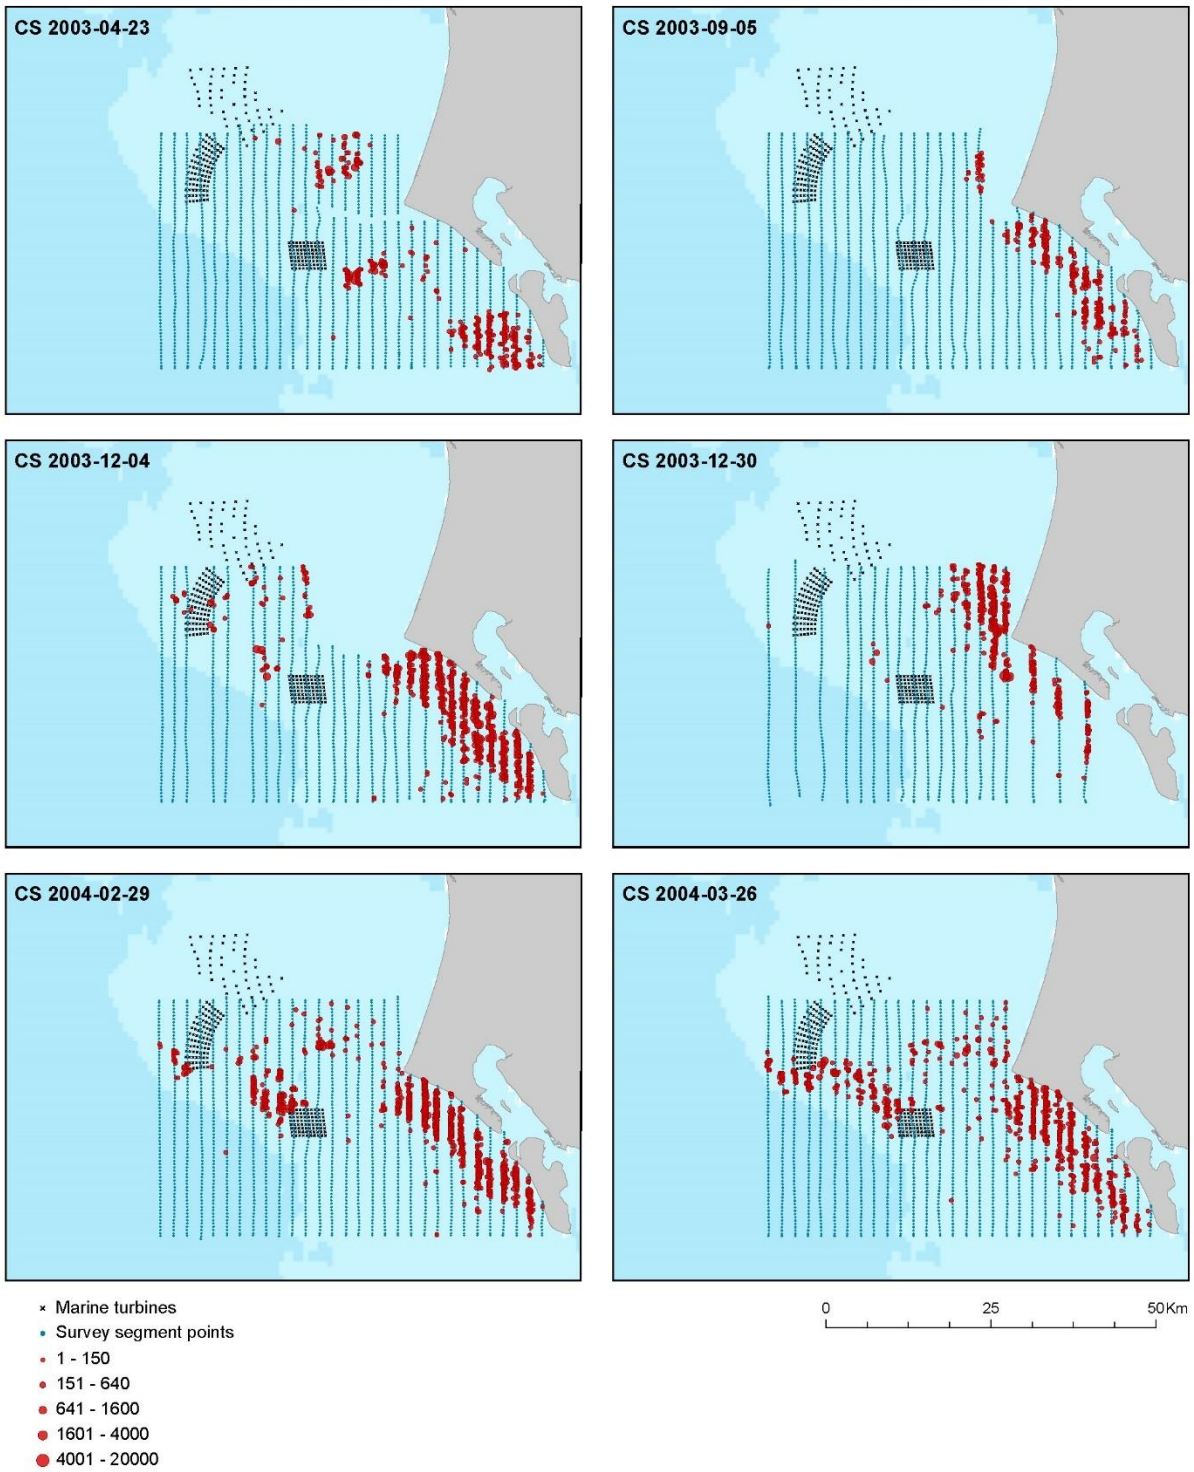 CS 2003-04-23
CS 2003-09-05
CS 2003-12-04
CS 2003-12-30
CS 2004-02-29
CS 2004-03-26
Marine turbines
Survey segment points
1 - 150
151 - 640
641 - 1600
1601 - 4000
4001 - 20000
0 25 50Km